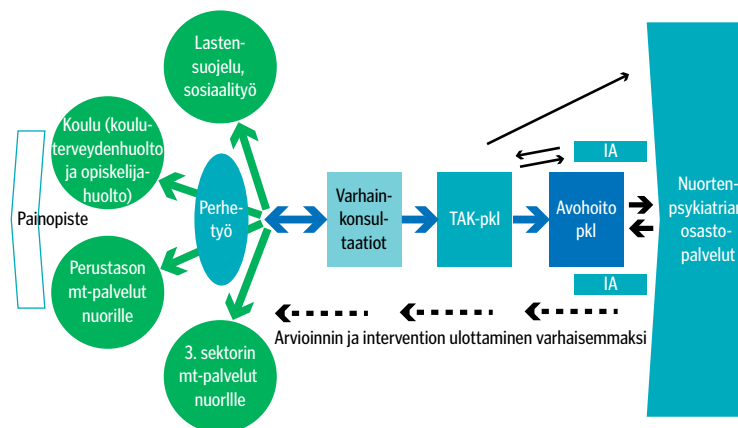 Lasten-
suojelu,
sosiaalityö
Koulu (koulu-
terveydenhuolto
ja opiskelija-
huolto)
Painopiste
Perhe-
työ
Perustason
mt-palvelut
nuorille
3. sektorin
mt-palvelut
nuorllle
Varhain-
konsul-
taatiot
TAK-pkl
Avohoito
pkl
IA
IA
Nuorten-
psykiatrian
osasto-
palvelut
Arvioinnin ja intervention ulottaminen varhaisemmaksi